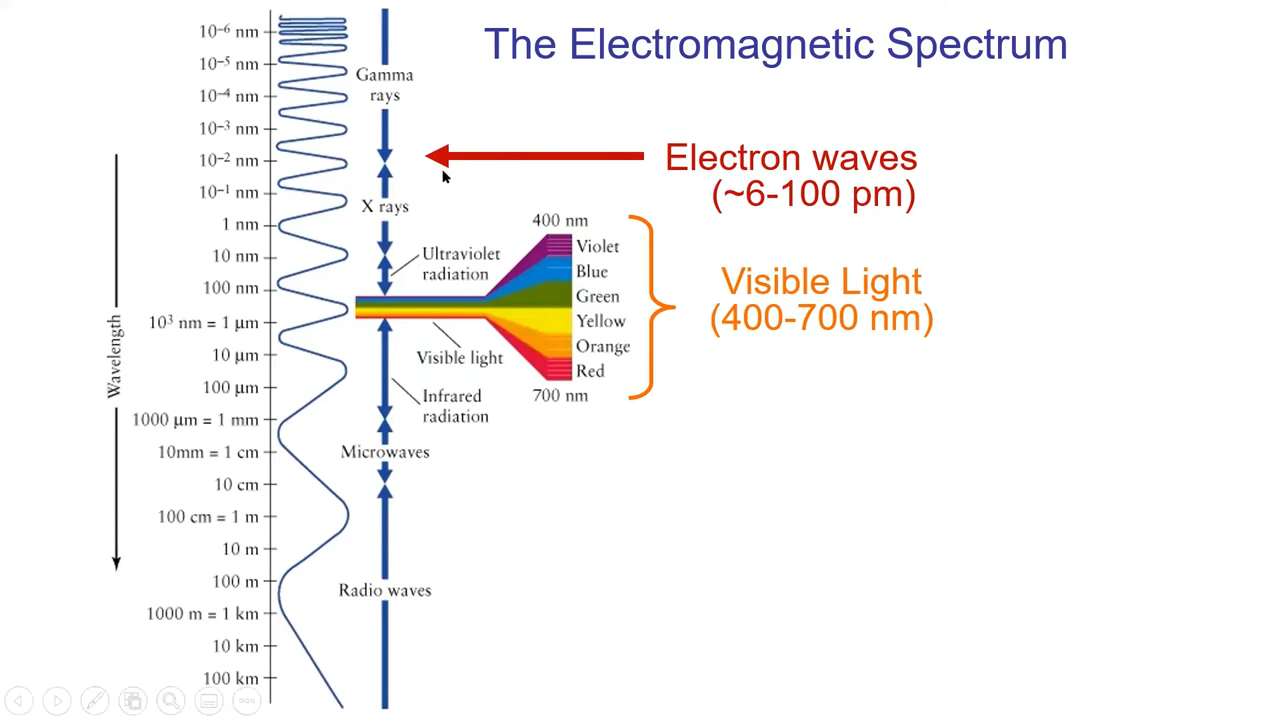 The Electromagnetic Spectrum
10⁻⁶ nm
10⁻⁵ nm
10⁻⁴ nm
10⁻³ nm
10⁻² nm
10⁻¹ nm
1 nm
10 nm
100 nm
10³ nm = 1 μm
10 μm
100 μm
1000 μm = 1 mm
10mm = 1 cm
10 cm
100 cm = 1 m
10 m
100 m
1000 m = 1 km
10 km
100 km
Wavelength
Gamma
rays
X rays
Ultraviolet
radiation
Visible light
Infrared
radiation
Microwaves
Radio waves
400 nm
Violet
Blue
Green
Yellow
Orange
Red
700 nm
Electron waves
(~6-100 pm)
Visible Light
(400-700 nm)